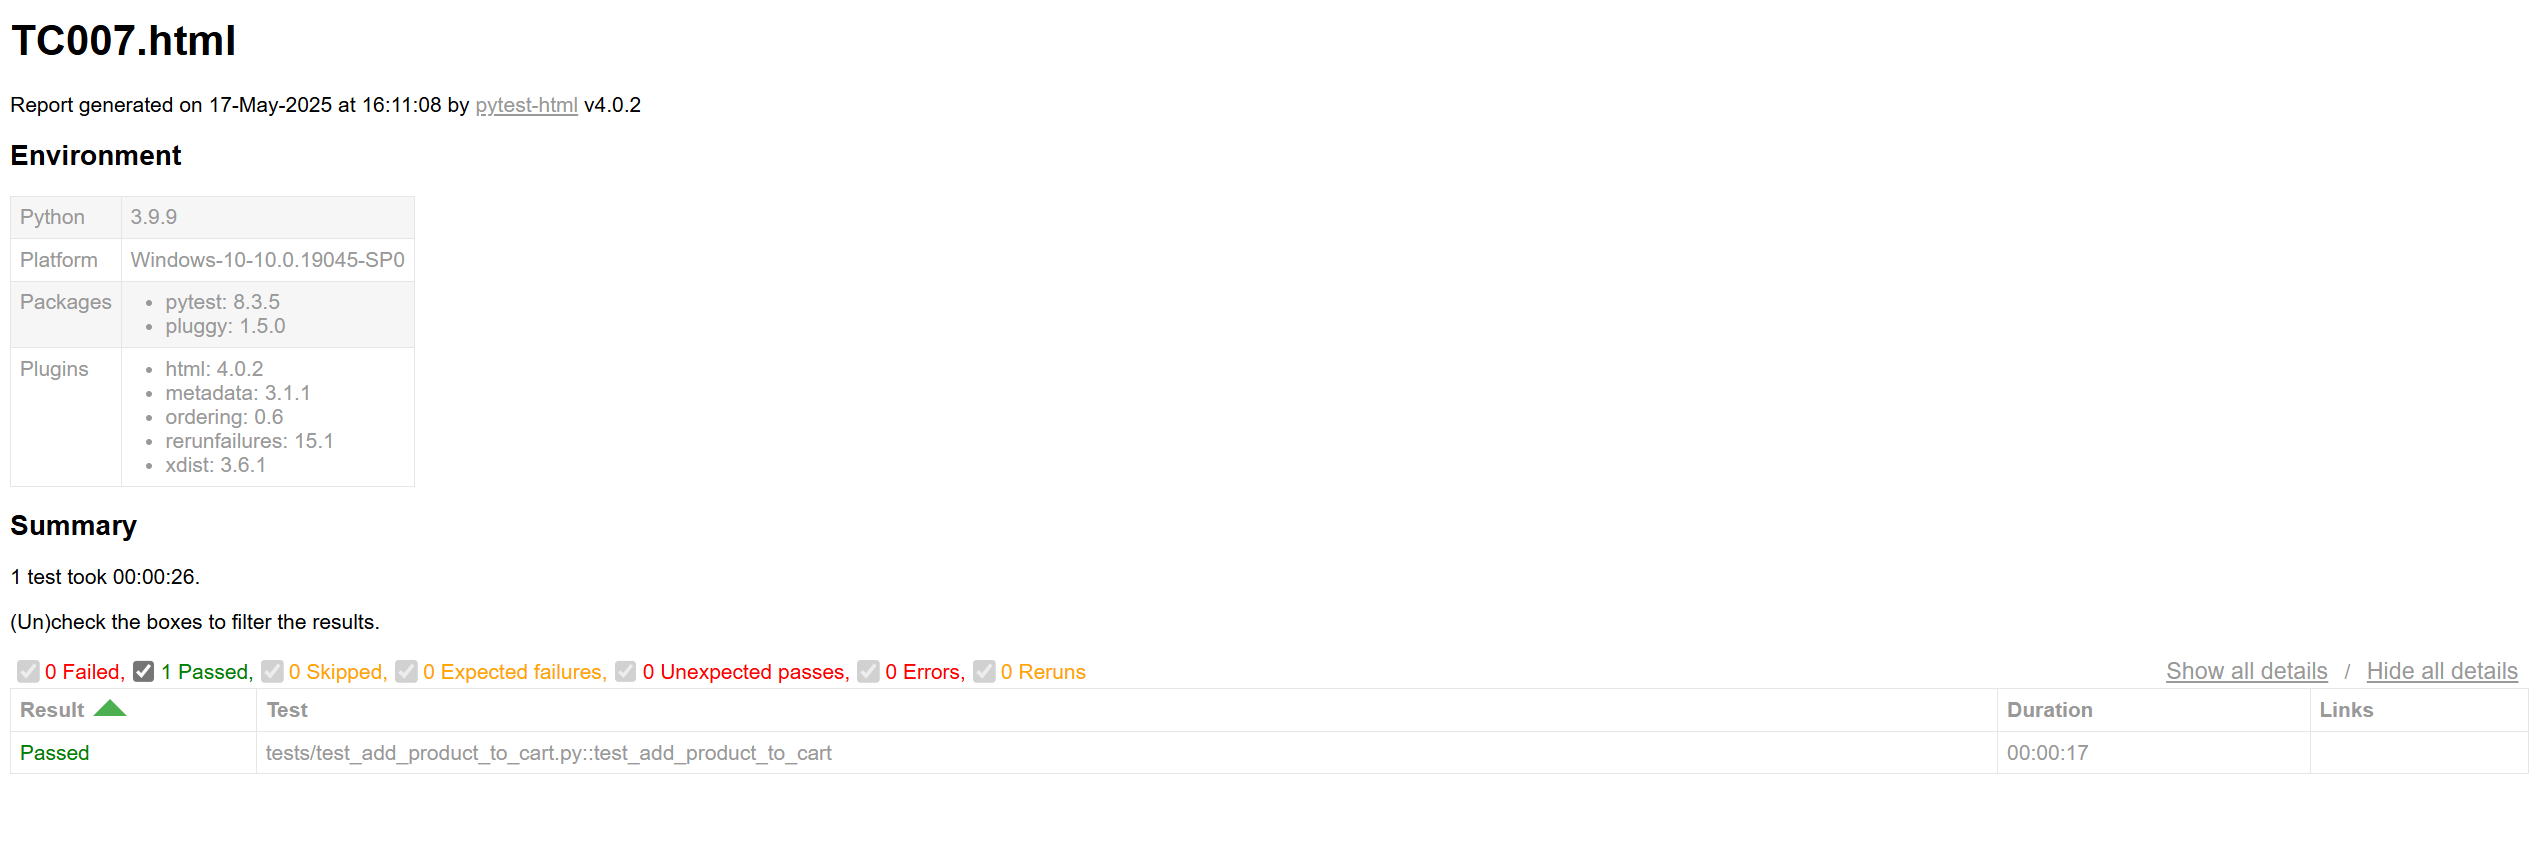 TC007.html
Report generated on 17-May-2025 at 16:11:08 by pytest-html v4.0.2
Environment
Python 3.9.9
Platform Windows-10-10.0.19045-SP0
Packages • pytest: 8.3.5
• pluggy: 1.5.0
Plugins • html: 4.0.2
• metadata: 3.1.1
• ordering: 0.6
• rerunfailures: 15.1
• xdist: 3.6.1
Summary
1 test took 00:00:26.
(Un)check the boxes to filter the results.
0 Failed, 1 Passed, 0 Skipped, 0 Expected failures, 0 Unexpected passes, 0 Errors, 0 Reruns Show all details / Hide all details
Result Test Duration Links
Passed tests/test_add_product_to_cart.py::test_add_product_to_cart 00:00:17